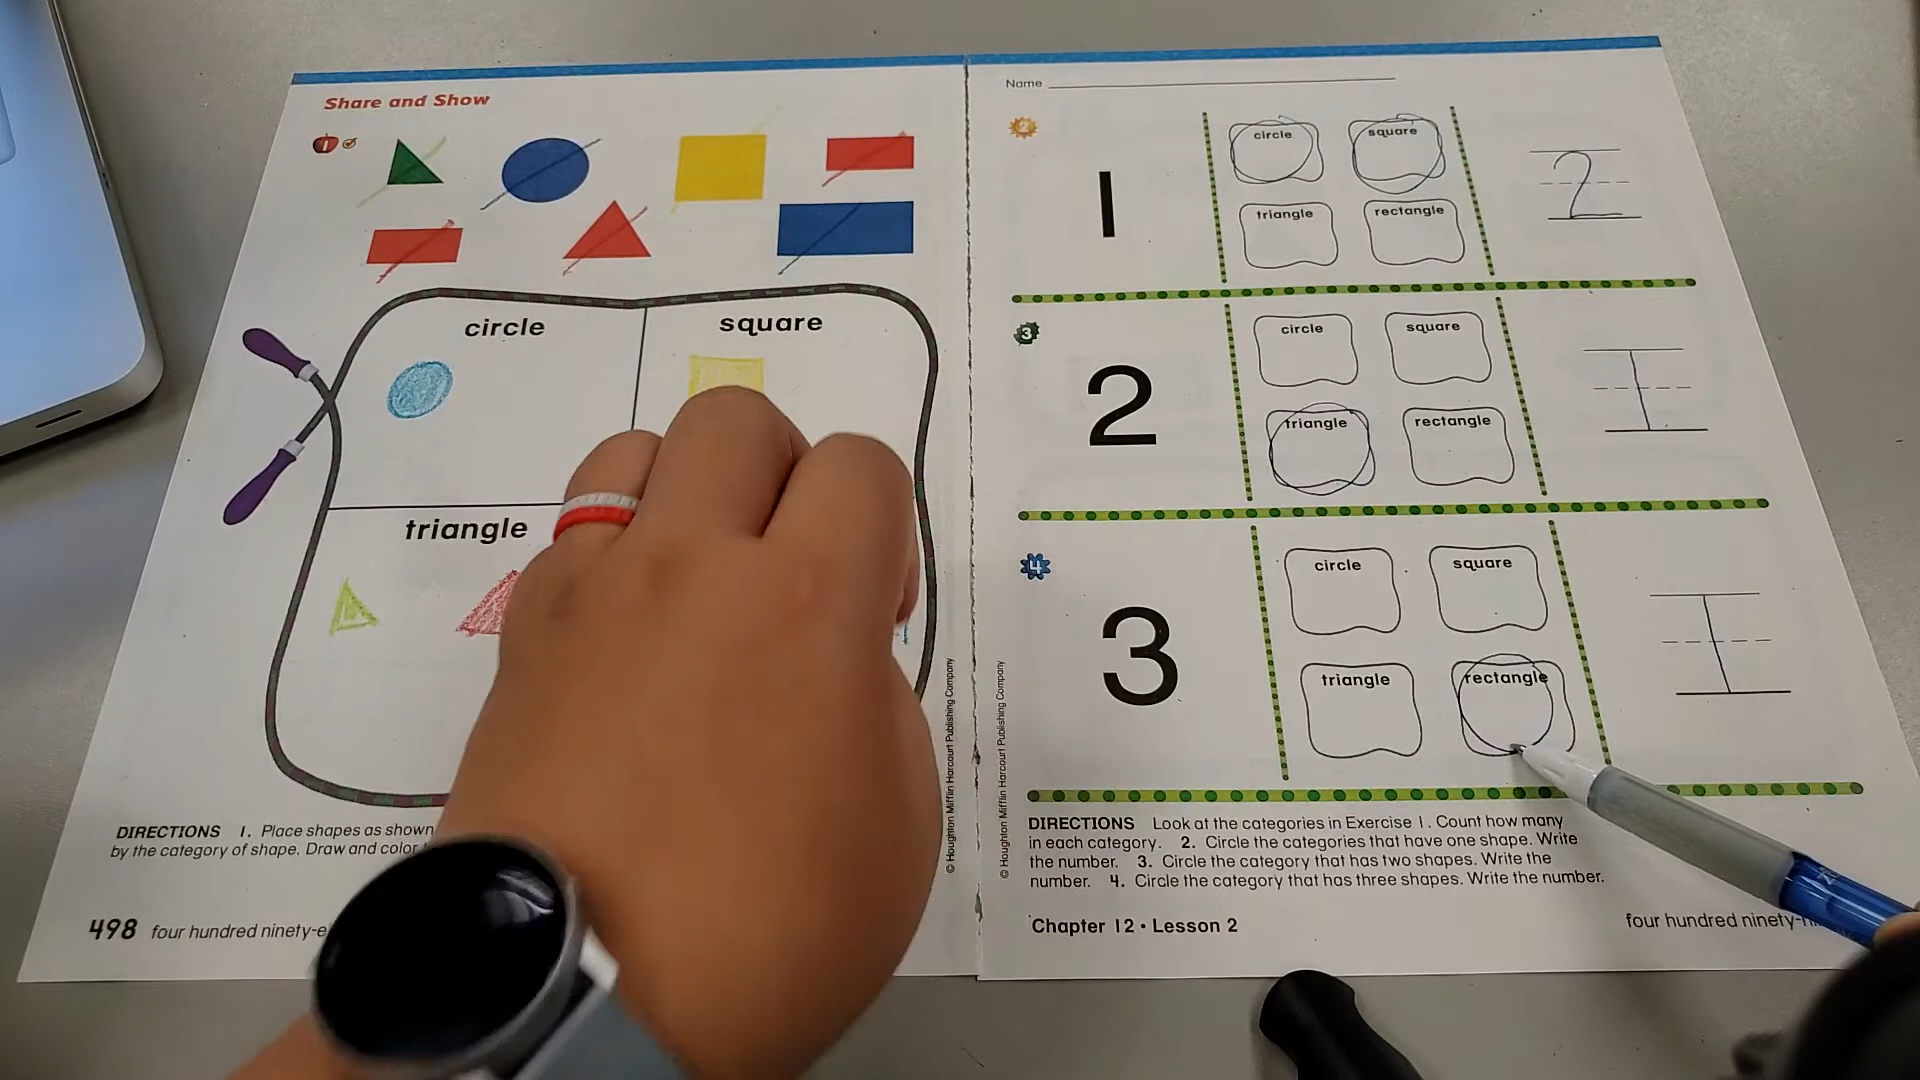 Share and Show
1
circle
square
triangle
DIRECTIONS 1. Place shapes as shown
by the category of shape. Draw and color
498 four hundred ninety-e
© Houghton Mifflin Harcourt Publishing Company
Name
2
1
circle
square
triangle
rectangle
2
3
2
circle
square
triangle
rectangle
I
4
3
circle
square
triangle
rectangle
I
© Houghton Mifflin Harcourt Publishing Company
DIRECTIONS Look at the categories in Exercise 1. Count how many
in each category. 2. Circle the categories that have one shape. Write
the number. 3. Circle the category that has two shapes. Write the
number. 4. Circle the category that has three shapes. Write the number.
Chapter 12 • Lesson 2
four hundred ninety-ni